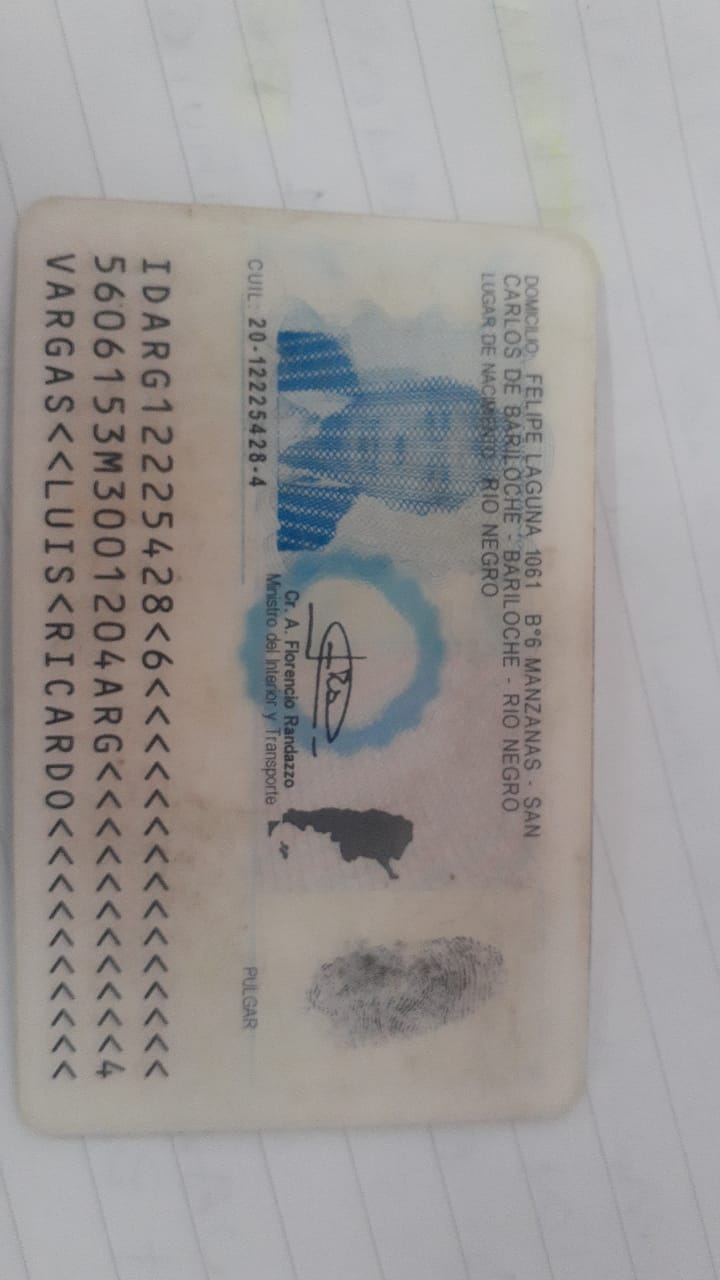 DOMICILIO: FELIPE LAGUNA 1061 B°6 MANZANAS - SAN
CARLOS DE BARILOCHE - BARILOCHE - RIO NEGRO
LUGAR DE NACIMIENTO: RIO NEGRO
Cr. A. Florencio Randazzo
Ministro del Interior y Transporte
CUIL: 20-12225428-4
PULGAR
IDARG12225428<6<<<<<<<<<<<<<<<
5606153M3001204ARG<<<<<<<<<<<4
VARGAS<<LUIS<RICARDO<<<<<<<<<<